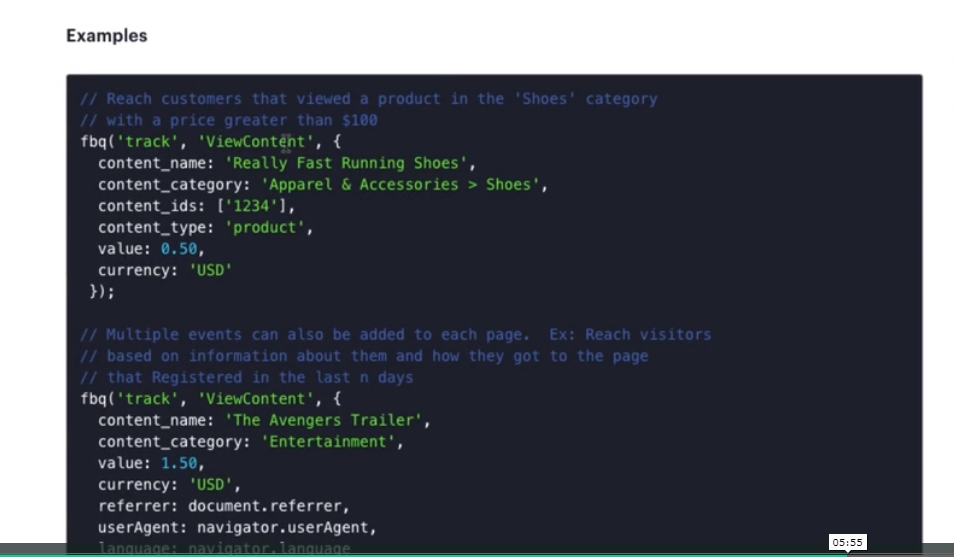 Examples
// Reach customers that viewed a product in the 'Shoes' category
// with a price greater than $100
fbq('track', 'ViewContent', {
  content_name: 'Really Fast Running Shoes',
  content_category: 'Apparel & Accessories > Shoes',
  content_ids: ['1234'],
  content_type: 'product',
  value: 0.50,
  currency: 'USD'
 });
// Multiple events can also be added to each page.  Ex: Reach visitors
// based on information about them and how they got to the page
// that Registered in the last n days
fbq('track', 'ViewContent', {
  content_name: 'The Avengers Trailer',
  content_category: 'Entertainment',
  value: 1.50,
  currency: 'USD',
  referrer: document.referrer,
  userAgent: navigator.userAgent,
  language: navigator.language
05:55